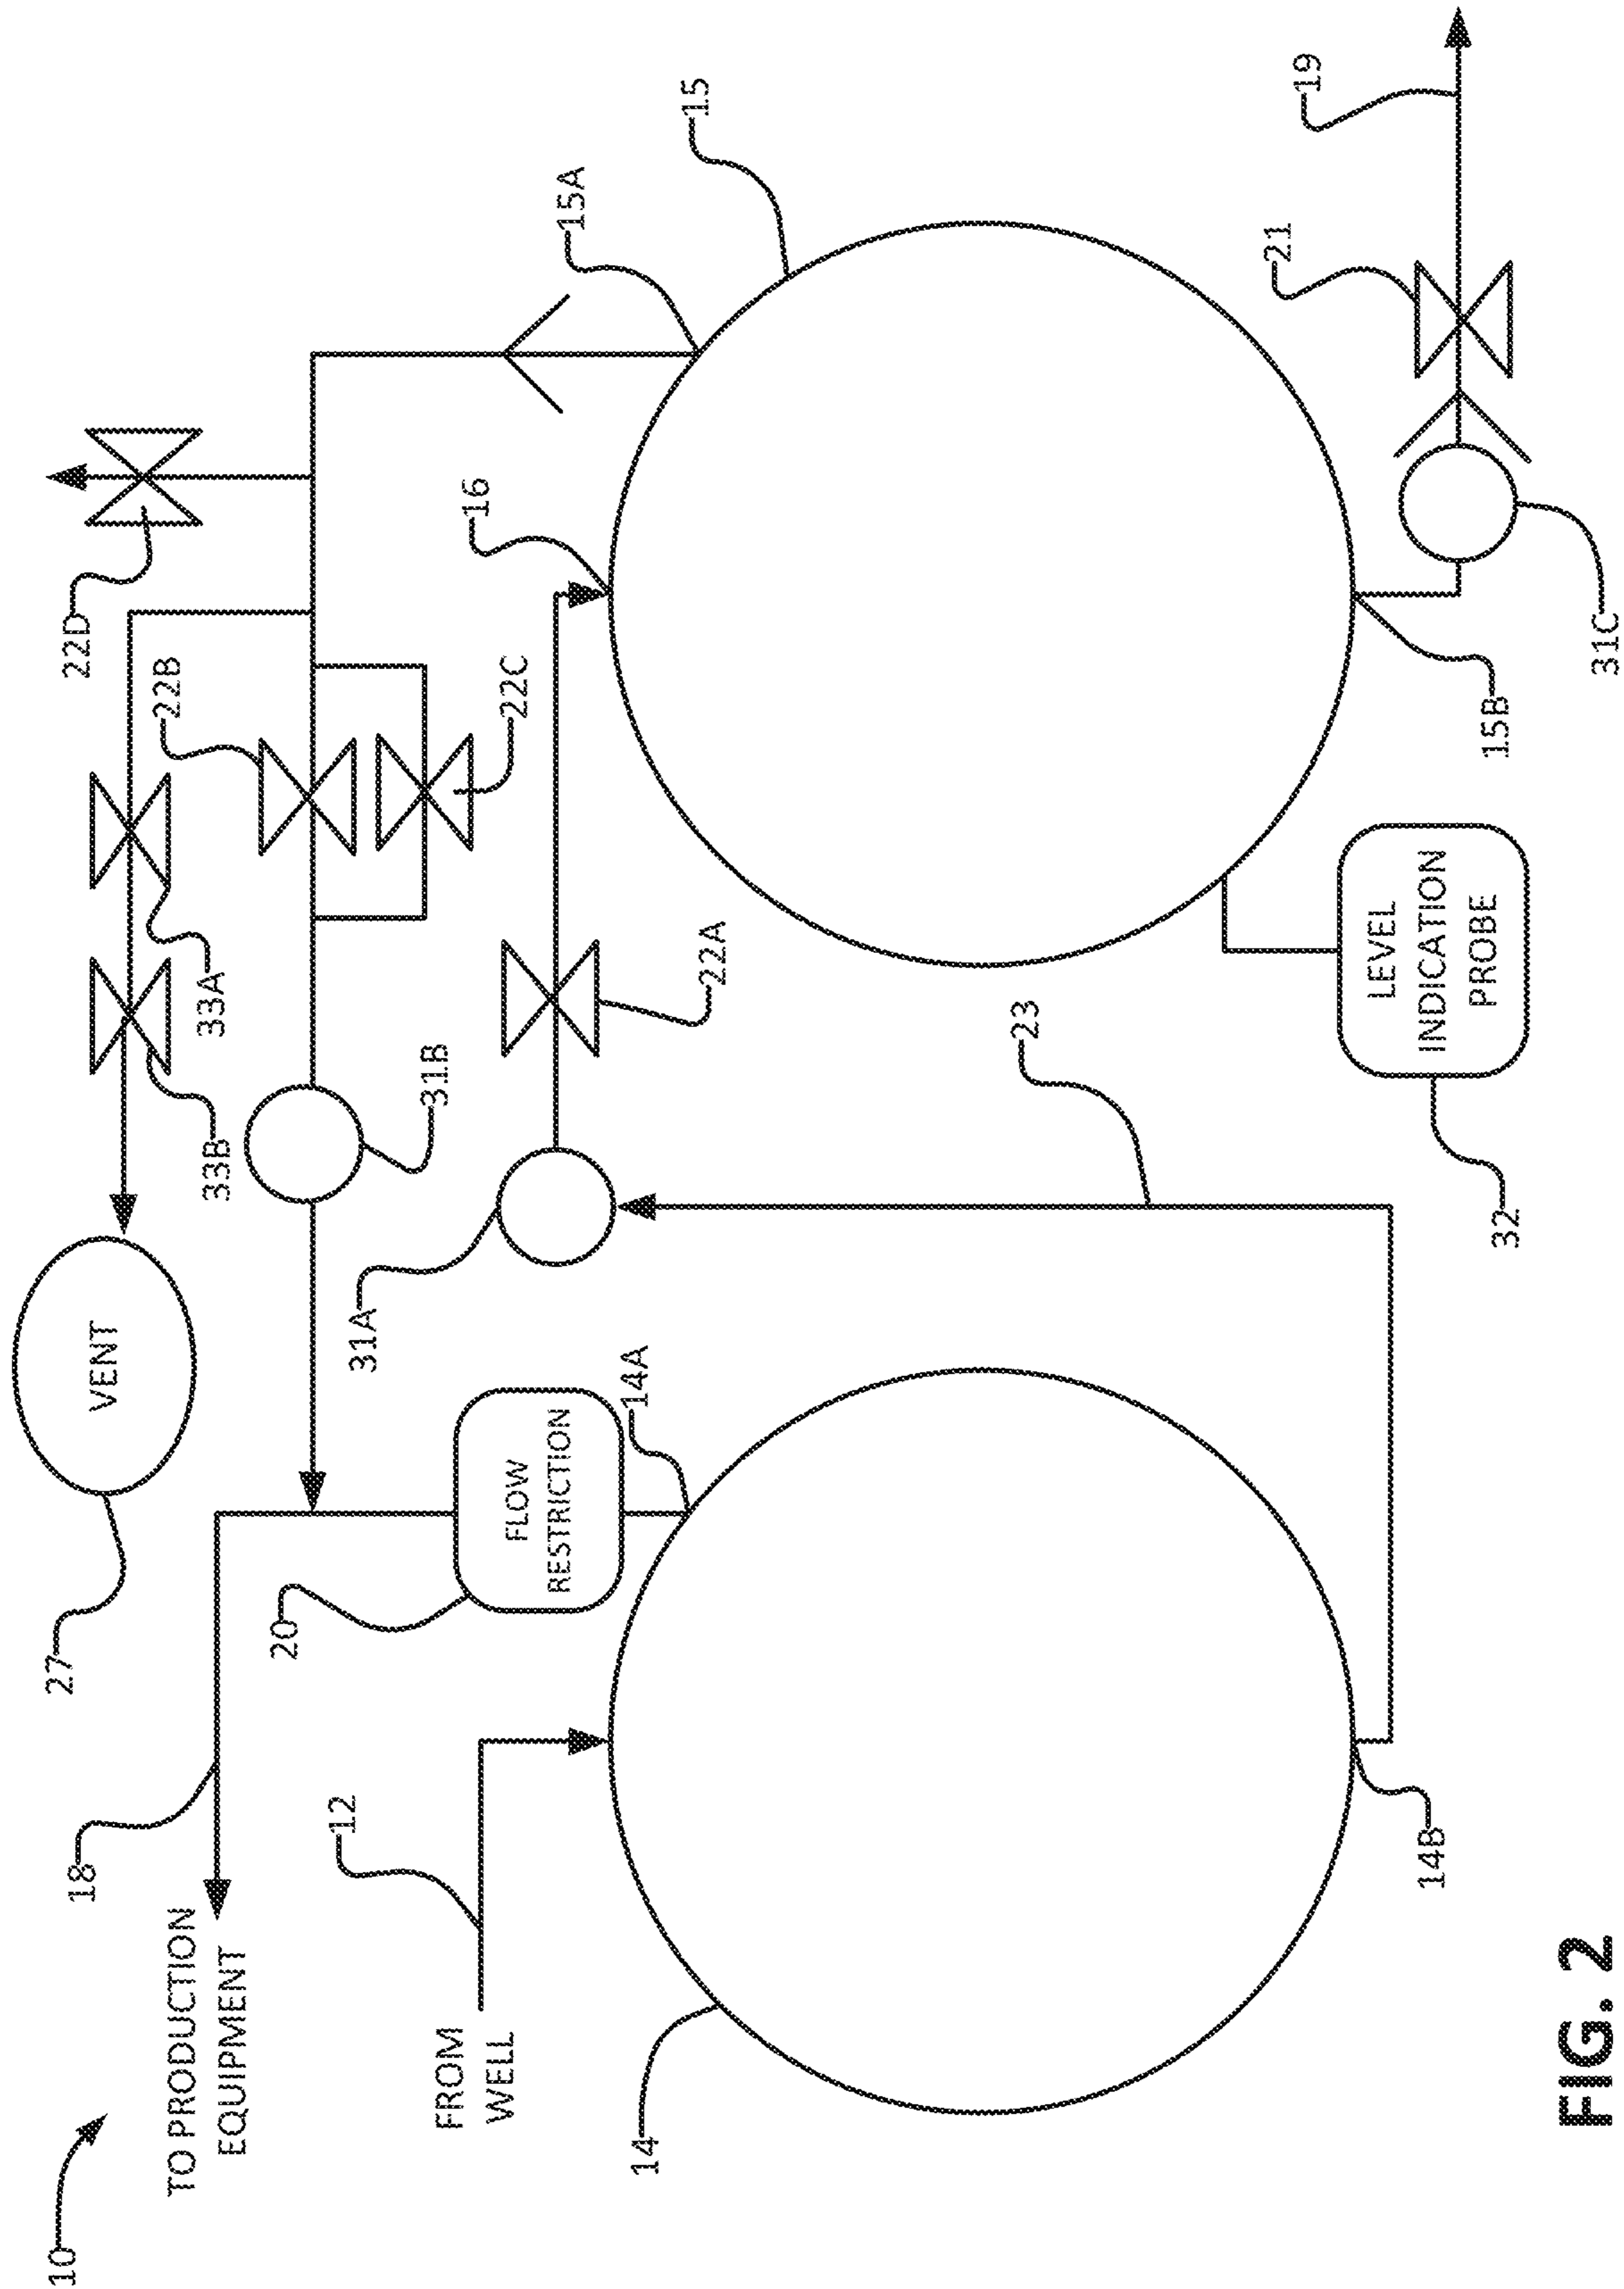 10
TO PRODUCTION
EQUIPMENT
18
27
VENT
33B
33A
22D
22B
FROM
WELL
12
20
FLOW
RESTRICTION
14A
31A
31B
22C
22A
16
15A
15
14
23
14B
32
LEVEL
INDICATION
PROBE
15B
31C
21
19
FIG. 2